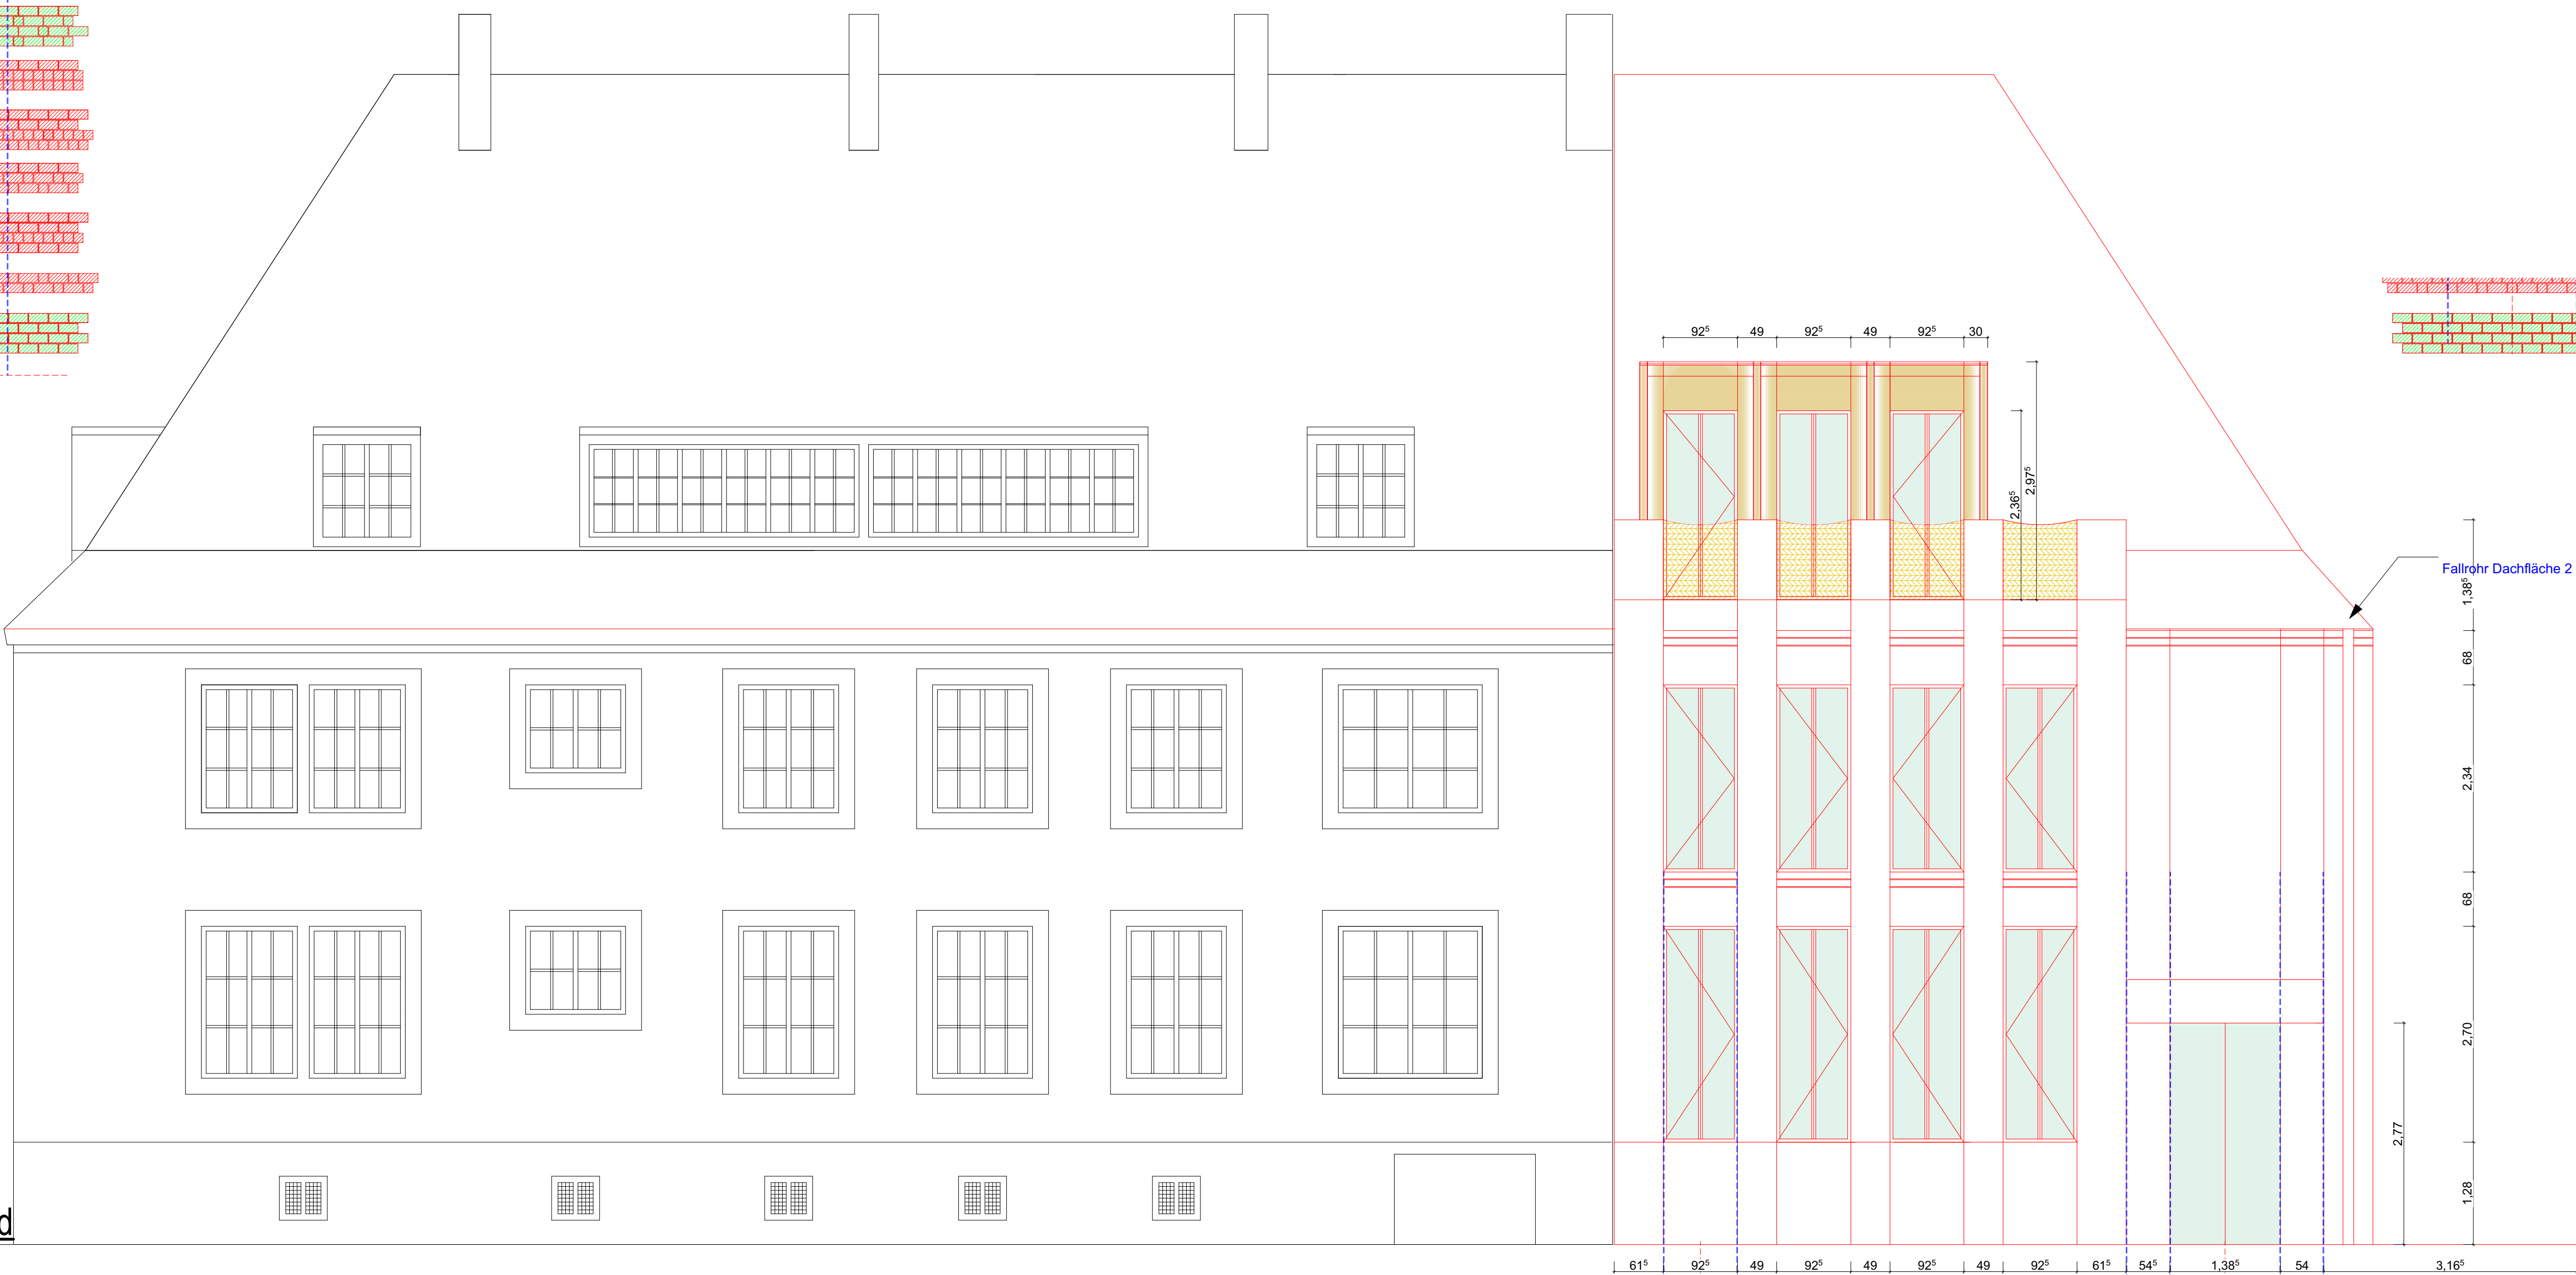 92⁵ 49 92⁵ 49 92⁵ 30
2,36⁵
2,97⁵
Fallrohr Dachfläche 2
1,38⁵
68
2,34
68
2,70
2,77
1,28
d
61⁵ 92⁵ 49 92⁵ 49 92⁵ 49 92⁵ 61⁵ 54⁵ 1,38⁵ 54 3,16⁵